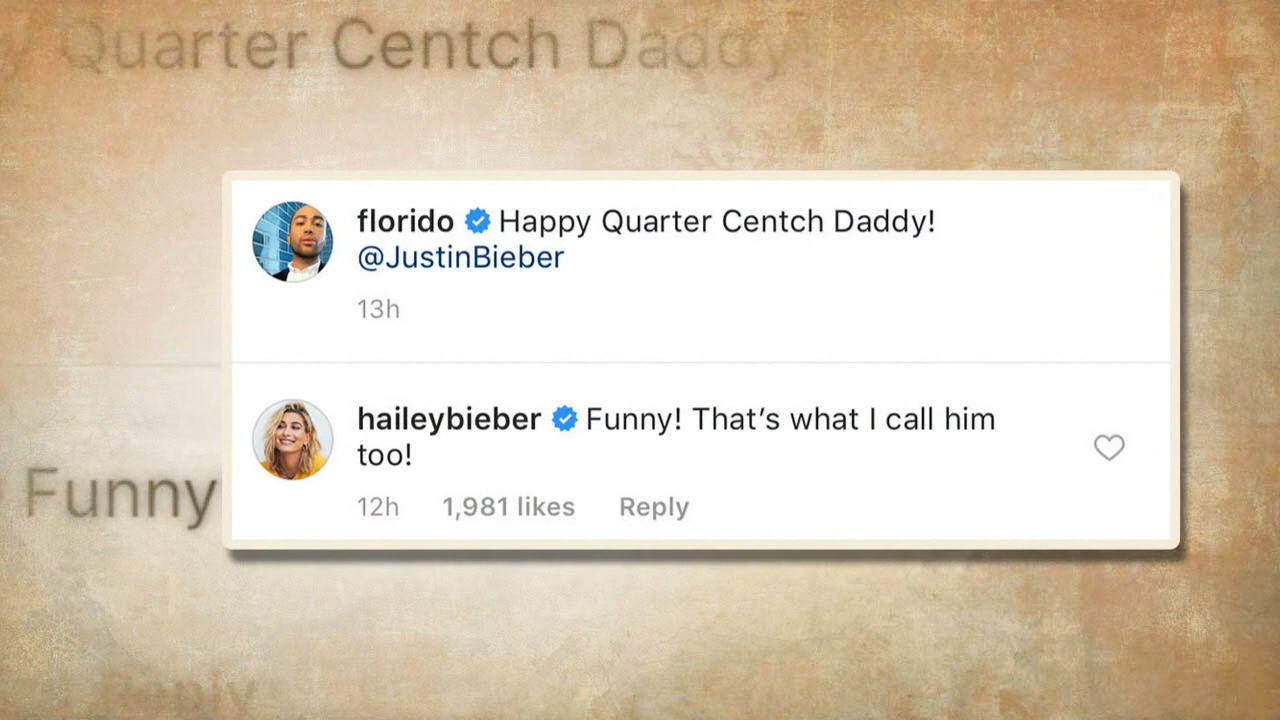 Quarter Centch Daddy!
florido Happy Quarter Centch Daddy!
@JustinBieber
13h
haileybieber Funny! That's what I call him
too!
12h 1,981 likes Reply
Funny
Reply